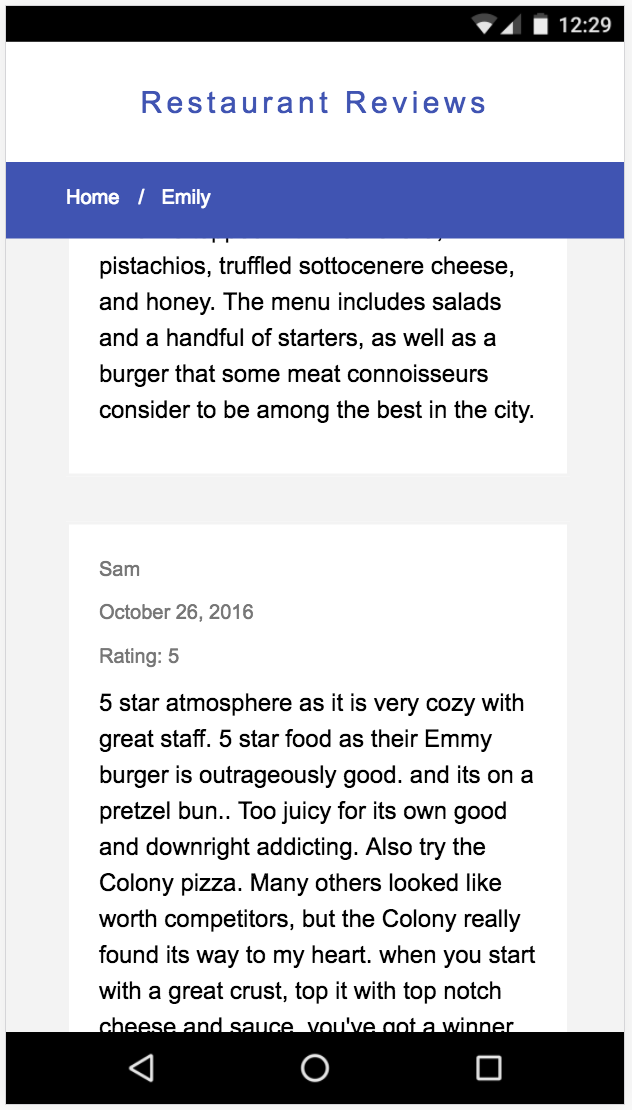 12:29
Restaurant Reviews
Home / Emily
pistachios, truffled sottocenere cheese,
and honey. The menu includes salads
and a handful of starters, as well as a
burger that some meat connoisseurs
consider to be among the best in the city.
Sam
October 26, 2016
Rating: 5
5 star atmosphere as it is very cozy with
great staff. 5 star food as their Emmy
burger is outrageously good. and its on a
pretzel bun.. Too juicy for its own good
and downright addicting. Also try the
Colony pizza. Many others looked like
worth competitors, but the Colony really
found its way to my heart. when you start
with a great crust, top it with top notch
cheese and sauce, you've got a winner